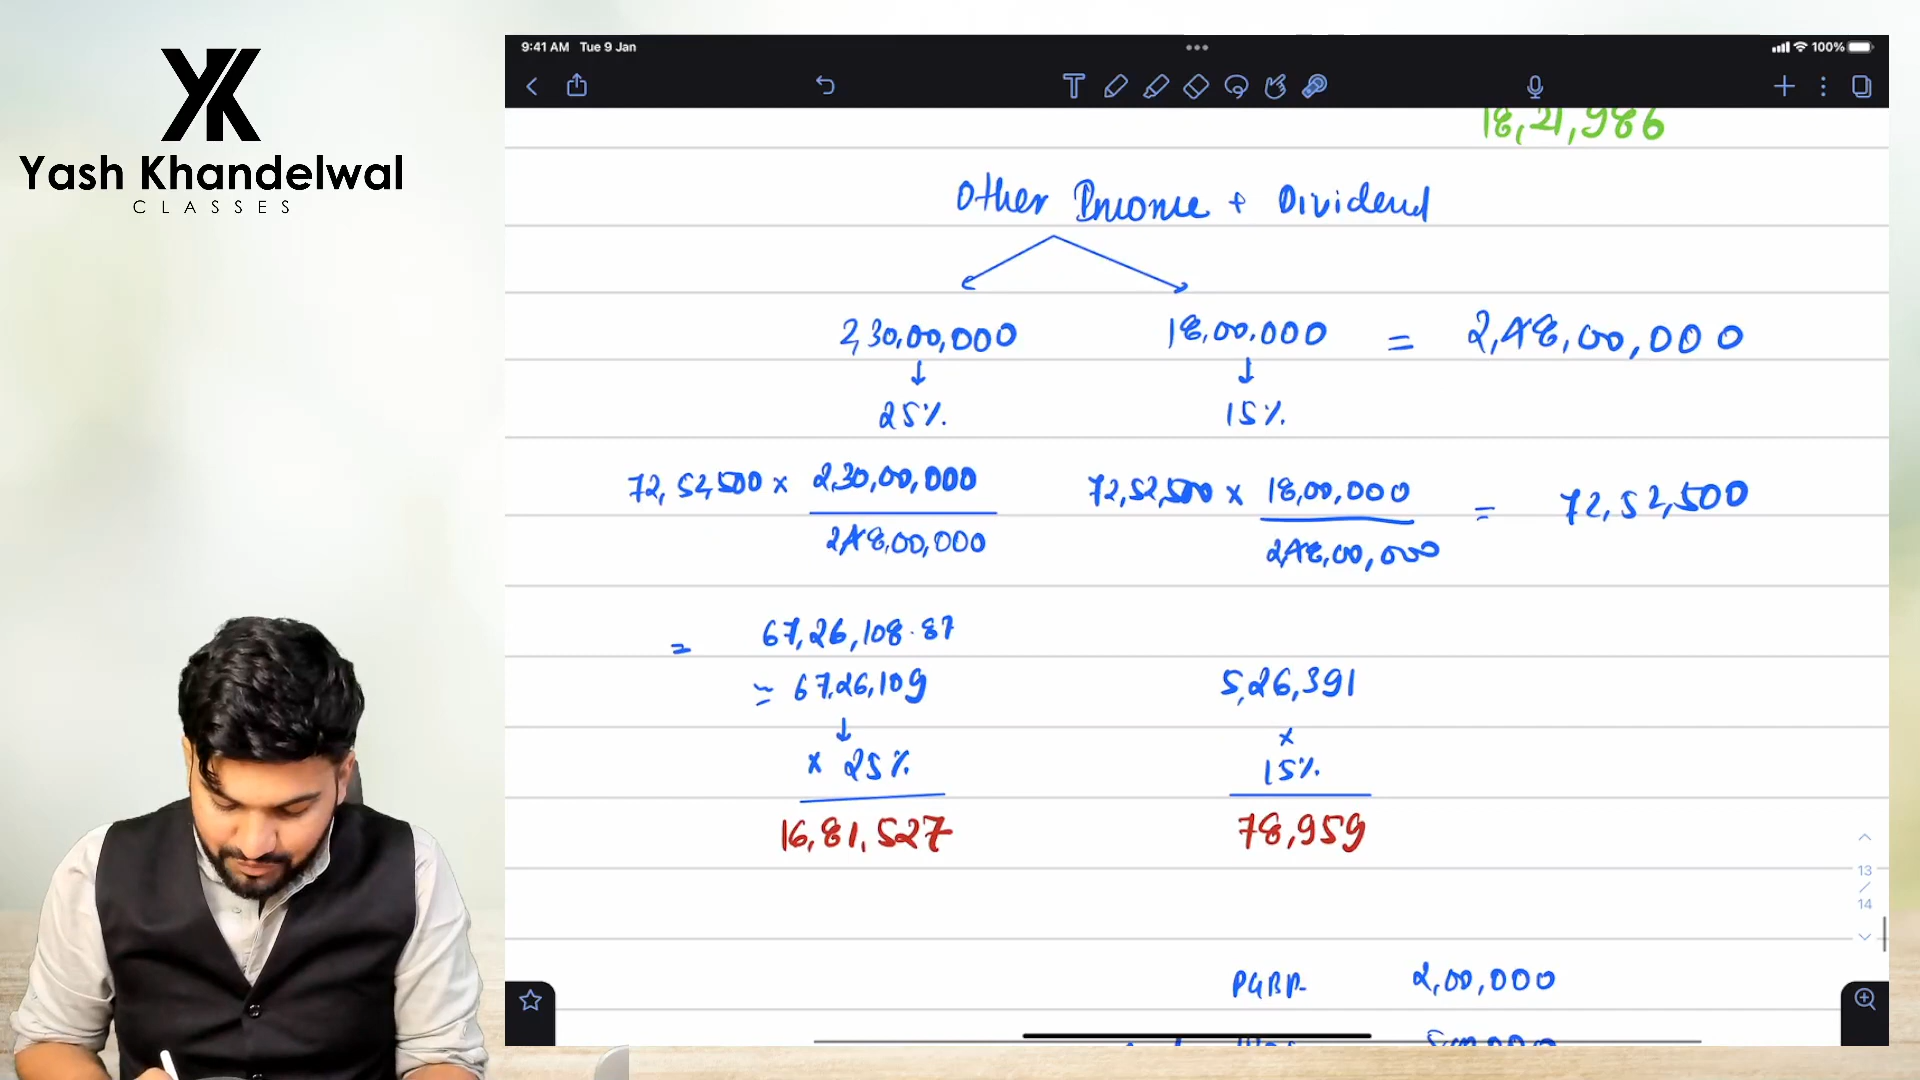 YK
Yash Khandelwal
CLASSES
9:41 AM Tue 9 Jan
100%
18,21,986
Other Income + Dividend
2,30,00,000 18,00,000 = 2,48,00,000
25% 15%
72,52,500 x 2,30,00,000 72,52,500 x 18,00,000 = 72,52,500
2,48,00,000 2,48,00,000
= 67,26,108.87
≃ 67,26,109 5,26,391
x 25% x 15%
16,81,527 78,959
13
/
14
PGBP 2,00,000